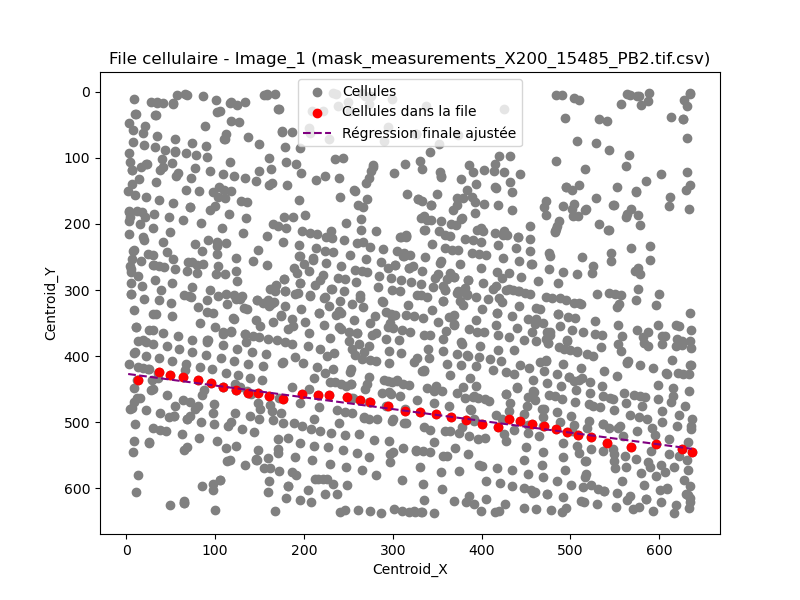 File cellulaire - Image_1 (mask_measurements_X200_15485_PB2.tif.csv)
Cellules
Cellules dans la file
Régression finale ajustée
Centroid_Y
0
100
200
300
400
500
600
0 100 200 300 400 500 600
Centroid_X